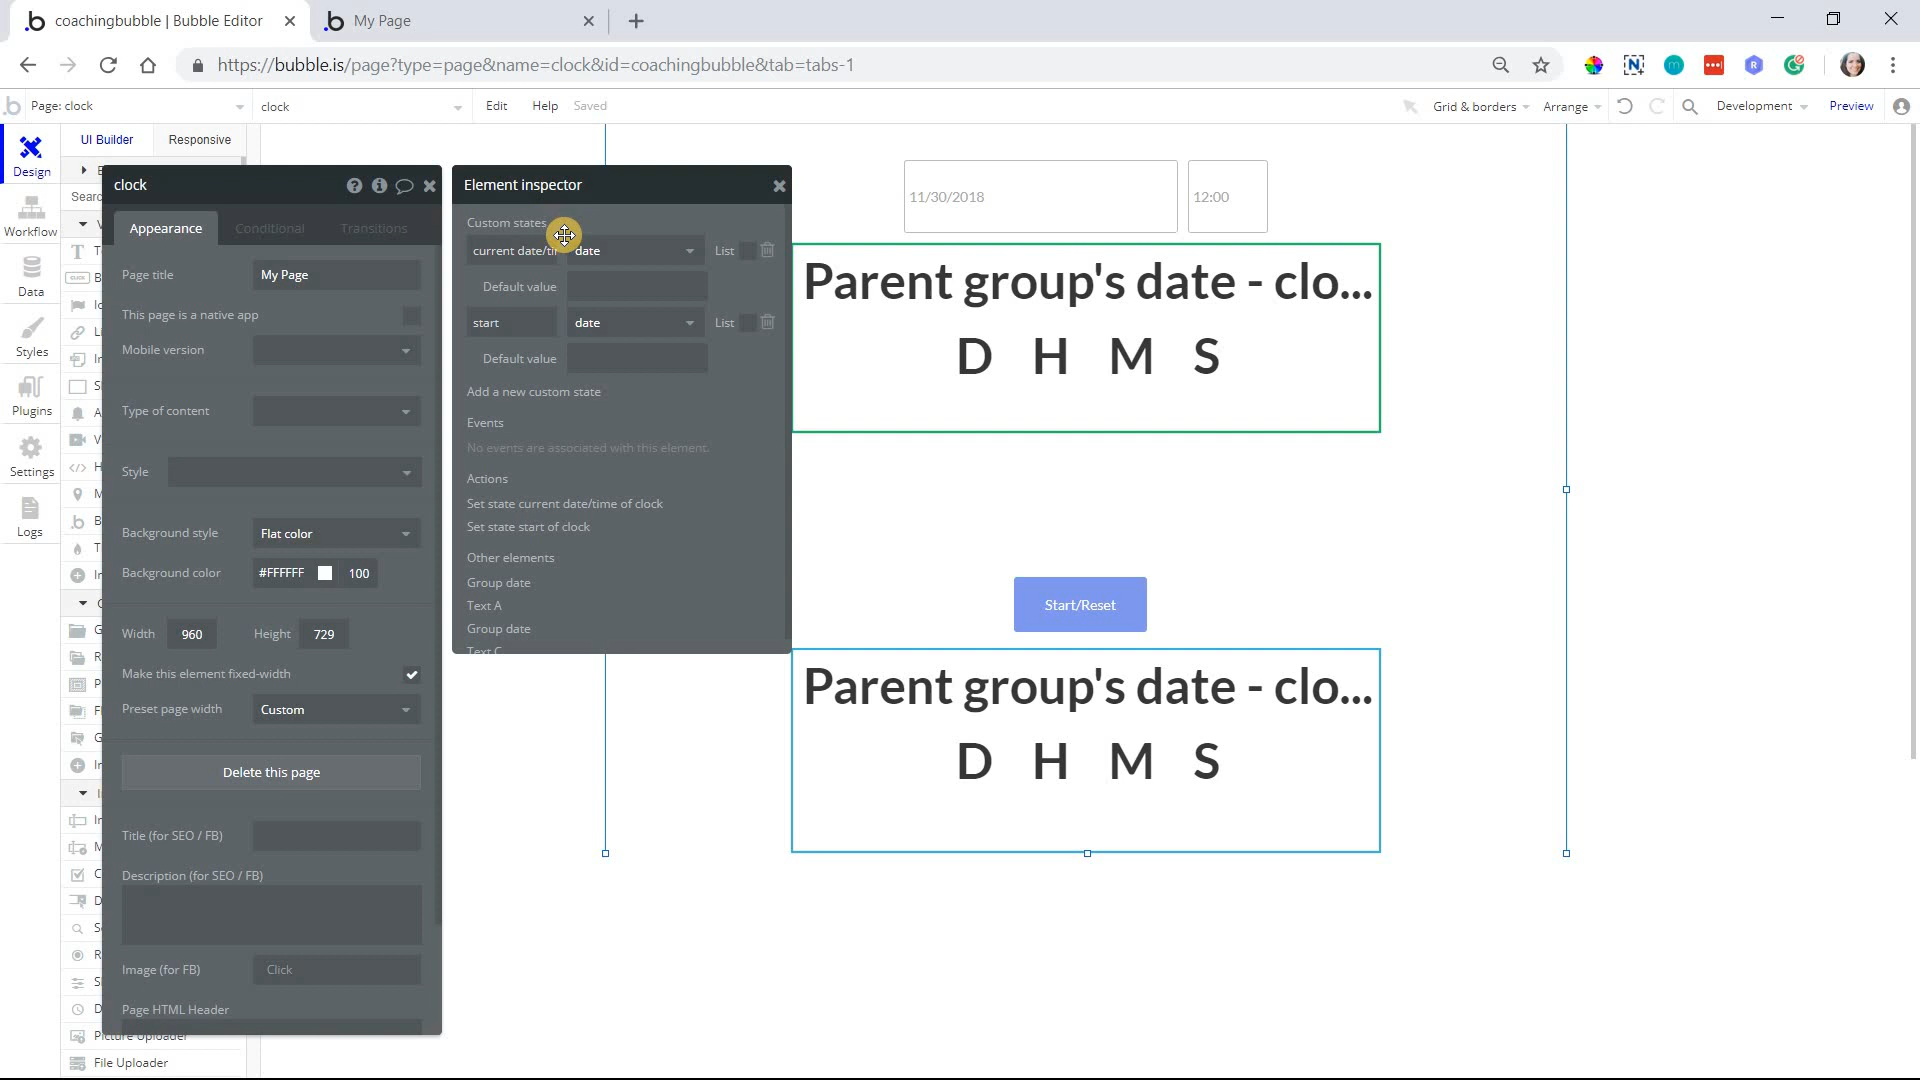 coachingbubble | Bubble Editor
My Page
https://bubble.is/page?type=page&name=clock&id=coachingbubble&tab=tabs-1
Page: clock
clock
Edit
Help
Saved
Grid & borders
Arrange
Development
Preview
UI Builder
Responsive
Design
Workflow
Data
Styles
Plugins
Settings
Logs
Searc
clock
Appearance
Conditional
Transitions
Page title
My Page
This page is a native app
Mobile version
Type of content
Style
Background style
Flat color
Background color
#FFFFFF
100
Width
960
Height
729
Make this element fixed-width
Preset page width
Custom
Delete this page
Title (for SEO / FB)
Description (for SEO / FB)
Image (for FB)
Click
Page HTML Header
Picture Uploader
File Uploader
Element inspector
Custom states
current date/ti
date
List
Default value
start
date
List
Default value
Add a new custom state
Events
No events are associated with this element.
Actions
Set state current date/time of clock
Set state start of clock
Other elements
Group date
Text A
Group date
Text C
11/30/2018
12:00
Parent group's date - clo...
D H M S
Start/Reset
Parent group's date - clo...
D H M S